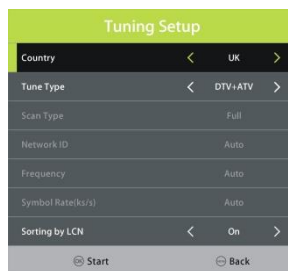 Tuning Setup
Country < UK >
Tune Type < DTV+ATV >
Scan Type Full
Network ID Auto
Frequency Auto
Symbol Rate(ks/s) Auto
Sorting by LCN < On >
OK Start Back